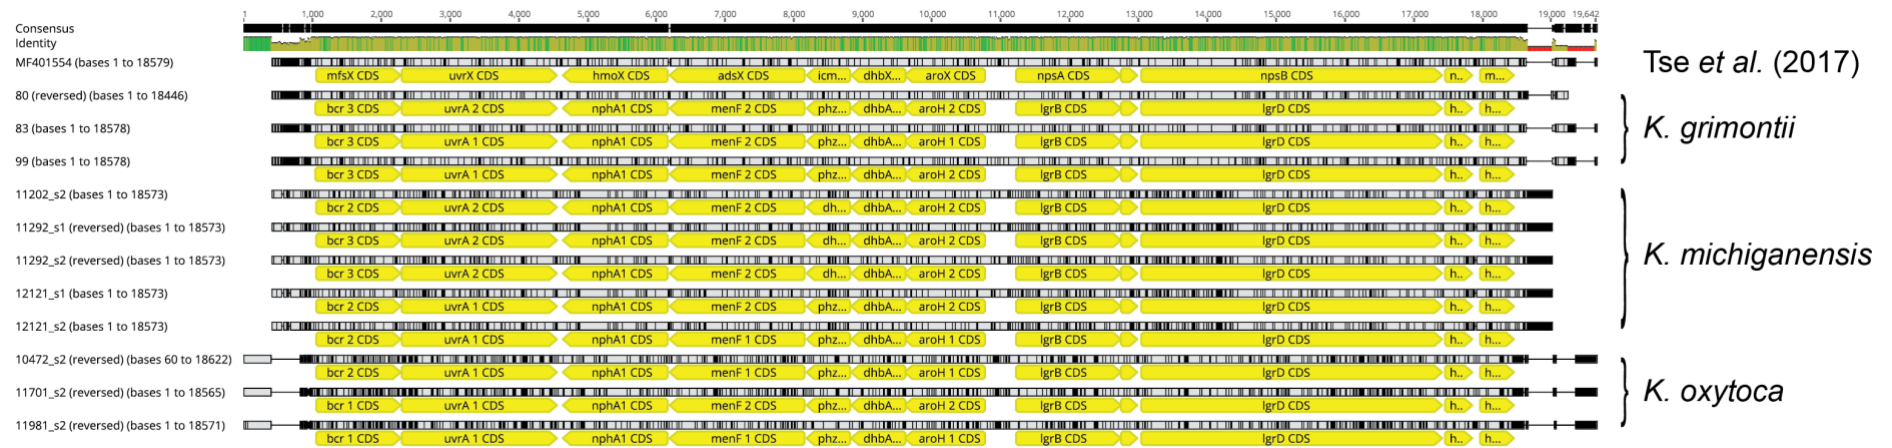 1 1,000 2,000 3,000 4,000 5,000 6,000 7,000 8,000 9,000 10,000 11,000 12,000 13,000 14,000 15,000 16,000 17,000 18,000 19,000 19,642
Consensus
Identity
MF401554 (bases 1 to 18579)
mfsX CDS uvrX CDS hmoX CDS adsX CDS icm... dhbX... aroX CDS npsA CDS npsB CDS n.. m...
Tse et al. (2017)
80 (reversed) (bases 1 to 18446)
bcr 3 CDS uvrA 2 CDS nphA1 CDS menF 2 CDS phz... dhbA... aroH 2 CDS lgrB CDS lgrD CDS h.. h...
83 (bases 1 to 18578)
bcr 3 CDS uvrA 1 CDS nphA1 CDS menF 2 CDS phz... dhbA... aroH 1 CDS lgrB CDS lgrD CDS h.. h...
K. grimontii
99 (bases 1 to 18578)
bcr 3 CDS uvrA 1 CDS nphA1 CDS menF 2 CDS phz... dhbA... aroH 2 CDS lgrB CDS lgrD CDS h.. h...
11202_s2 (bases 1 to 18573)
bcr 2 CDS uvrA 2 CDS nphA1 CDS menF 2 CDS dh... dhbA... aroH 2 CDS lgrB CDS lgrD CDS h.. h...
11292_s1 (reversed) (bases 1 to 18573)
bcr 3 CDS uvrA 2 CDS nphA1 CDS menF 2 CDS dh... dhbA... aroH 2 CDS lgrB CDS lgrD CDS h.. h...
K. michiganensis
11292_s2 (reversed) (bases 1 to 18573)
bcr 3 CDS uvrA 2 CDS nphA1 CDS menF 2 CDS dh... dhbA... aroH 2 CDS lgrB CDS lgrD CDS h.. h...
12121_s1 (bases 1 to 18573)
bcr 2 CDS uvrA 2 CDS nphA1 CDS menF 2 CDS phz... dhbA... aroH 2 CDS lgrB CDS lgrD CDS h.. h...
12121_s2 (bases 1 to 18573)
bcr 2 CDS uvrA 1 CDS nphA1 CDS menF 1 CDS phz... dhbA... aroH 1 CDS lgrB CDS lgrD CDS h.. h...
10472_s2 (reversed) (bases 60 to 18622)
bcr 2 CDS uvrA 1 CDS nphA1 CDS menF 1 CDS phz... dhbA... aroH 1 CDS lgrB CDS lgrD CDS h.. h...
K. oxytoca
11701_s2 (reversed) (bases 1 to 18565)
bcr 1 CDS uvrA 1 CDS nphA1 CDS menF 2 CDS phz... dhbA... aroH 2 CDS lgrB CDS lgrD CDS h.. h...
11981_s2 (reversed) (bases 1 to 18571)
bcr 1 CDS uvrA 1 CDS nphA1 CDS menF 1 CDS phz... dhbA... aroH 1 CDS lgrB CDS lgrD CDS h.. h...